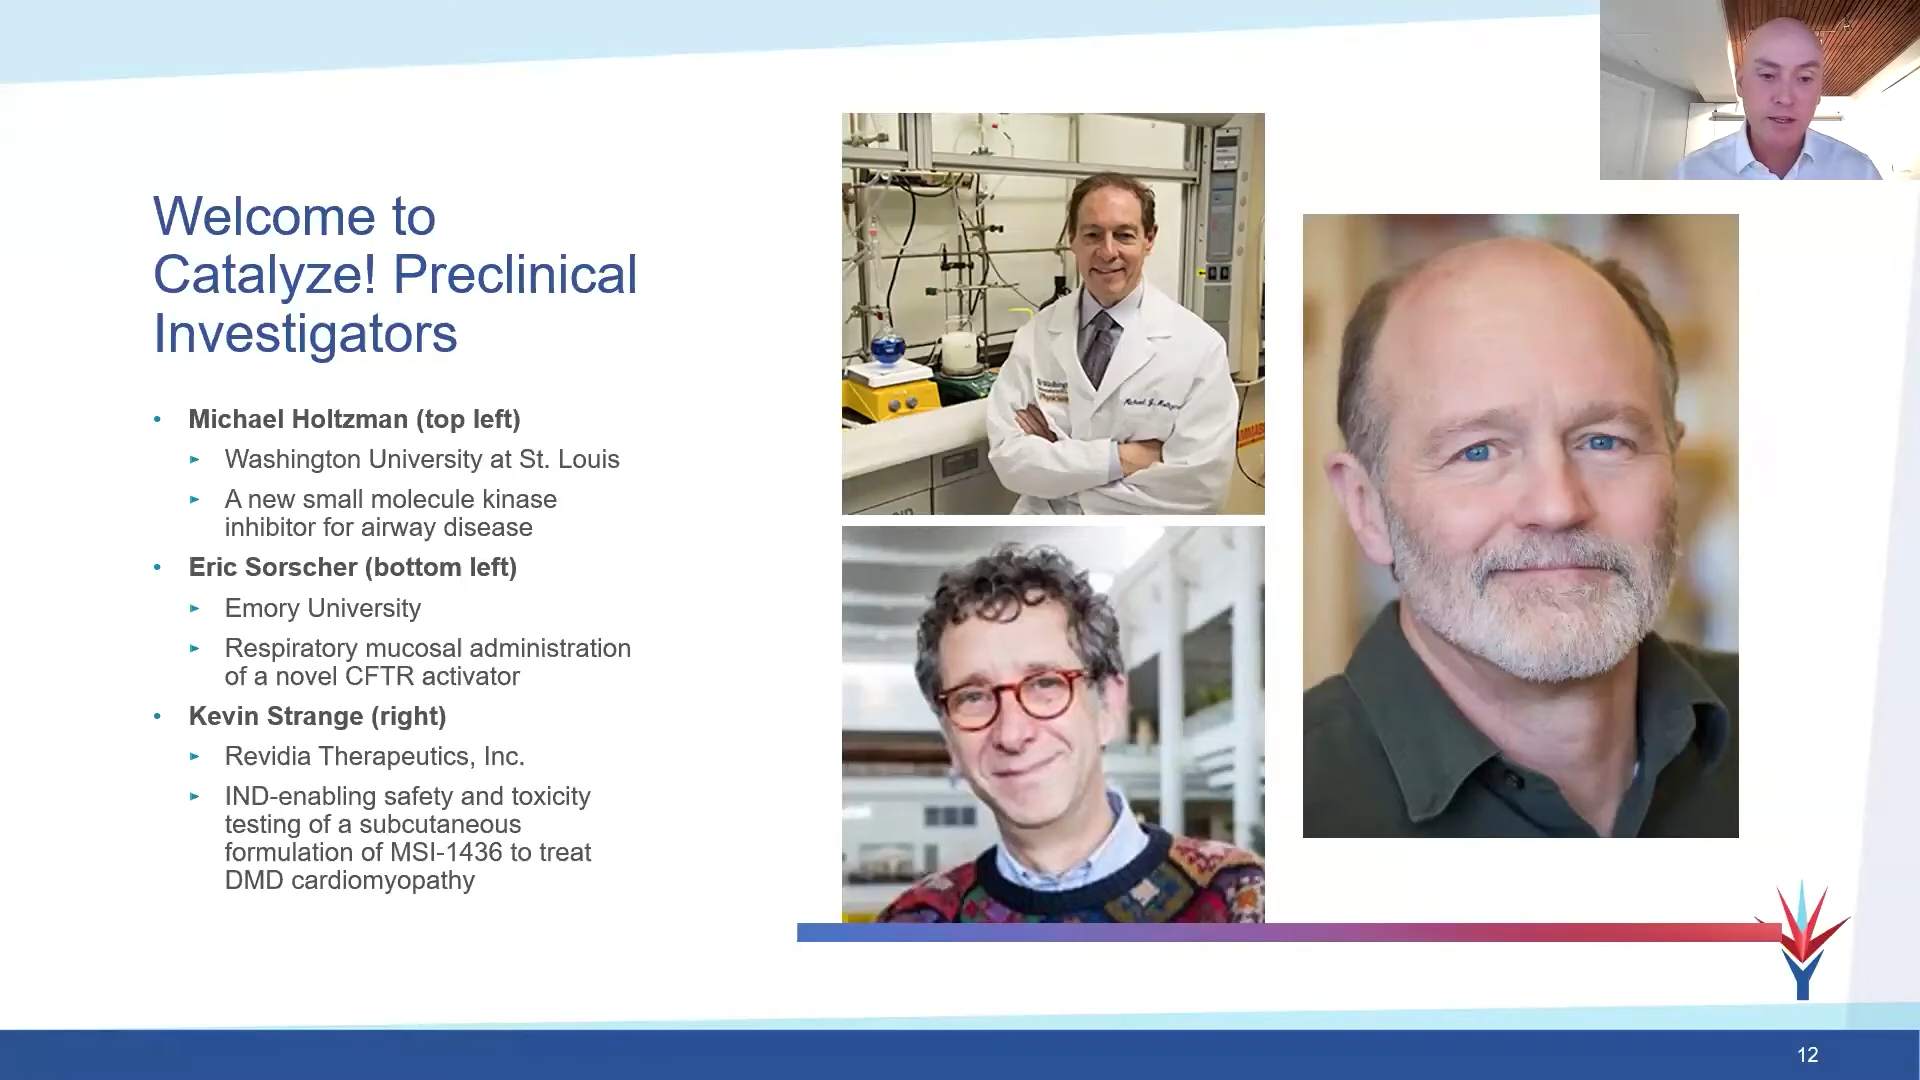 Welcome to
Catalyze! Preclinical
Investigators
• Michael Holtzman (top left)
► Washington University at St. Louis
► A new small molecule kinase
inhibitor for airway disease
• Eric Sorscher (bottom left)
► Emory University
► Respiratory mucosal administration
of a novel CFTR activator
• Kevin Strange (right)
► Revidia Therapeutics, Inc.
► IND-enabling safety and toxicity
testing of a subcutaneous
formulation of MSI-1436 to treat
DMD cardiomyopathy
12